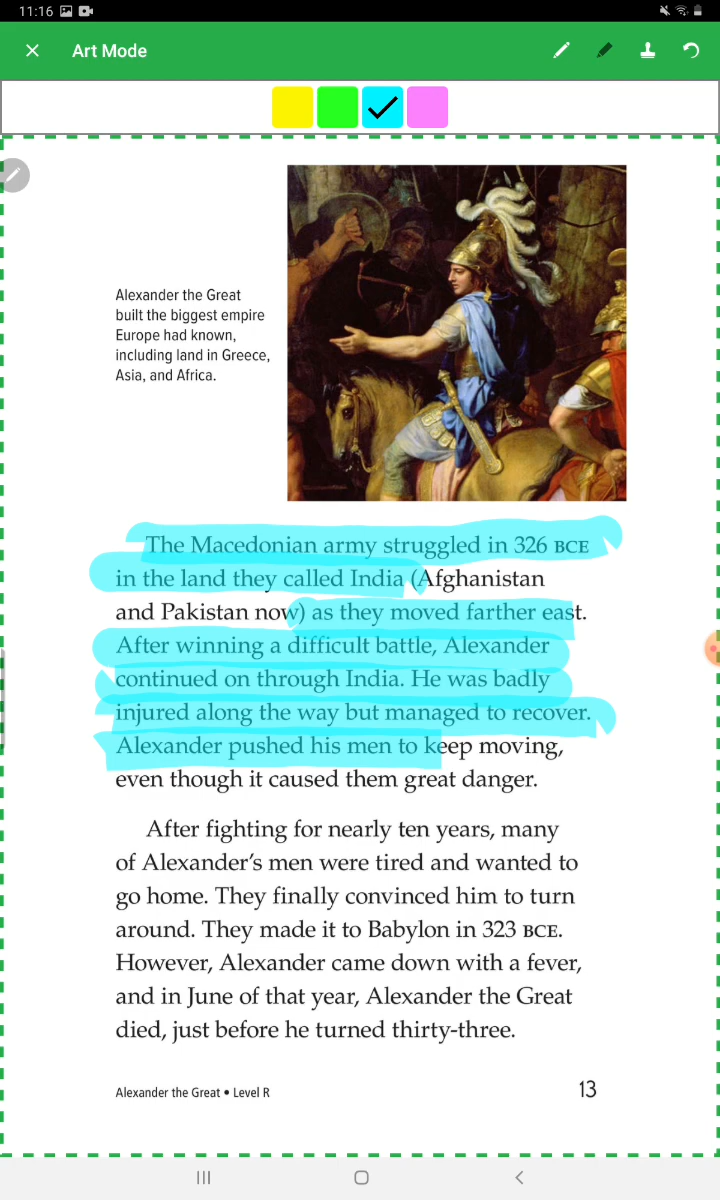 11:16
Art Mode
Alexander the Great
built the biggest empire
Europe had known,
including land in Greece,
Asia, and Africa.
The Macedonian army struggled in 326 BCE
in the land they called India (Afghanistan
and Pakistan now) as they moved farther east.
After winning a difficult battle, Alexander
continued on through India. He was badly
injured along the way but managed to recover.
Alexander pushed his men to keep moving,
even though it caused them great danger.
After fighting for nearly ten years, many
of Alexander’s men were tired and wanted to
go home. They finally convinced him to turn
around. They made it to Babylon in 323 BCE.
However, Alexander came down with a fever,
and in June of that year, Alexander the Great
died, just before he turned thirty-three.
Alexander the Great • Level R
13